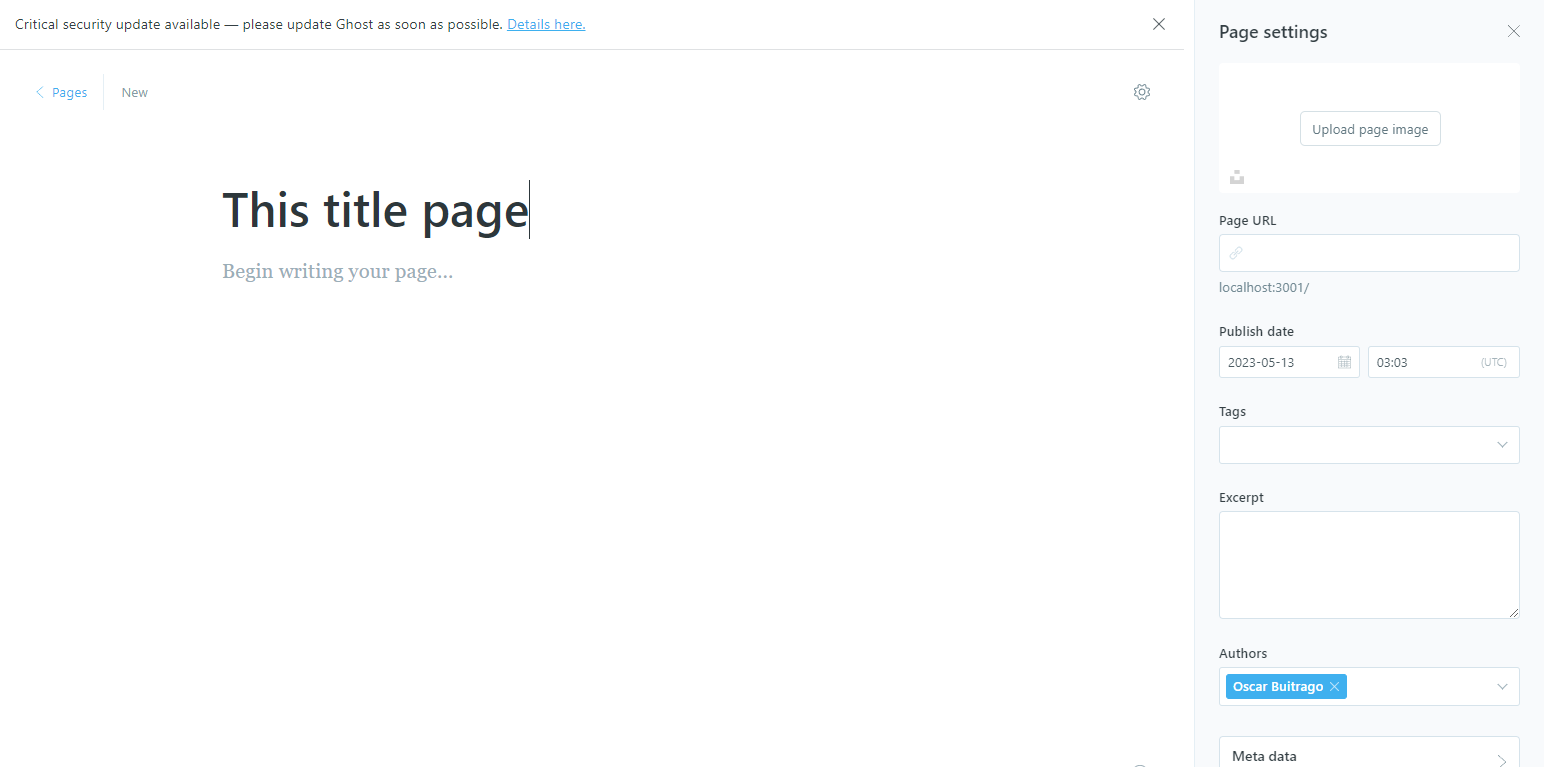 Critical security update available — please update Ghost as soon as possible. Details here.
Pages
New
This title page
Begin writing your page...
Page settings
Upload page image
Page URL
localhost:3001/
Publish date
2023-05-13
03:03
(UTC)
Tags
Excerpt
Authors
Oscar Buitrago
Meta data